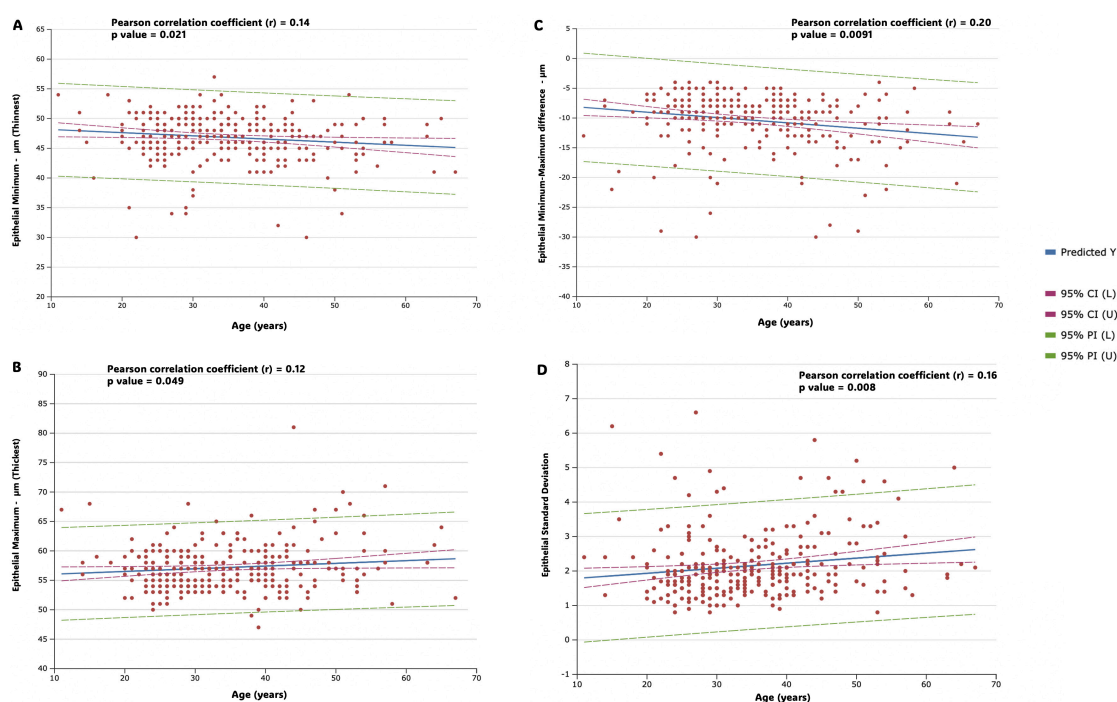 A
Pearson correlation coefficient (r) = 0.14
p value = 0.021
Epithelial Minimum - µm (Thinnest)
65
60
55
50
45
40
35
30
25
20
11
20
30
40
50
60
70
Age (years)
C
Pearson correlation coefficient (r) = 0.20
p value = 0.0091
Epithelial Minimum-Maximum difference - µm
5
0
-5
-10
-15
-20
-25
-30
-35
-40
11
20
30
40
50
60
70
Age (years)
Predicted Y
95% CI (L)
95% CI (U)
95% PI (L)
95% PI (U)
B
Pearson correlation coefficient (r) = 0.12
p value = 0.049
Epithelial Maximum - µm (Thickest)
90
85
80
75
70
65
60
55
50
45
40
10
20
30
40
50
60
70
Age (years)
D
Pearson correlation coefficient (r) = 0.16
p value = 0.008
Epithelial Standard Deviation
8
7
6
5
4
3
2
1
0
-1
10
20
30
40
50
60
70
Age (years)